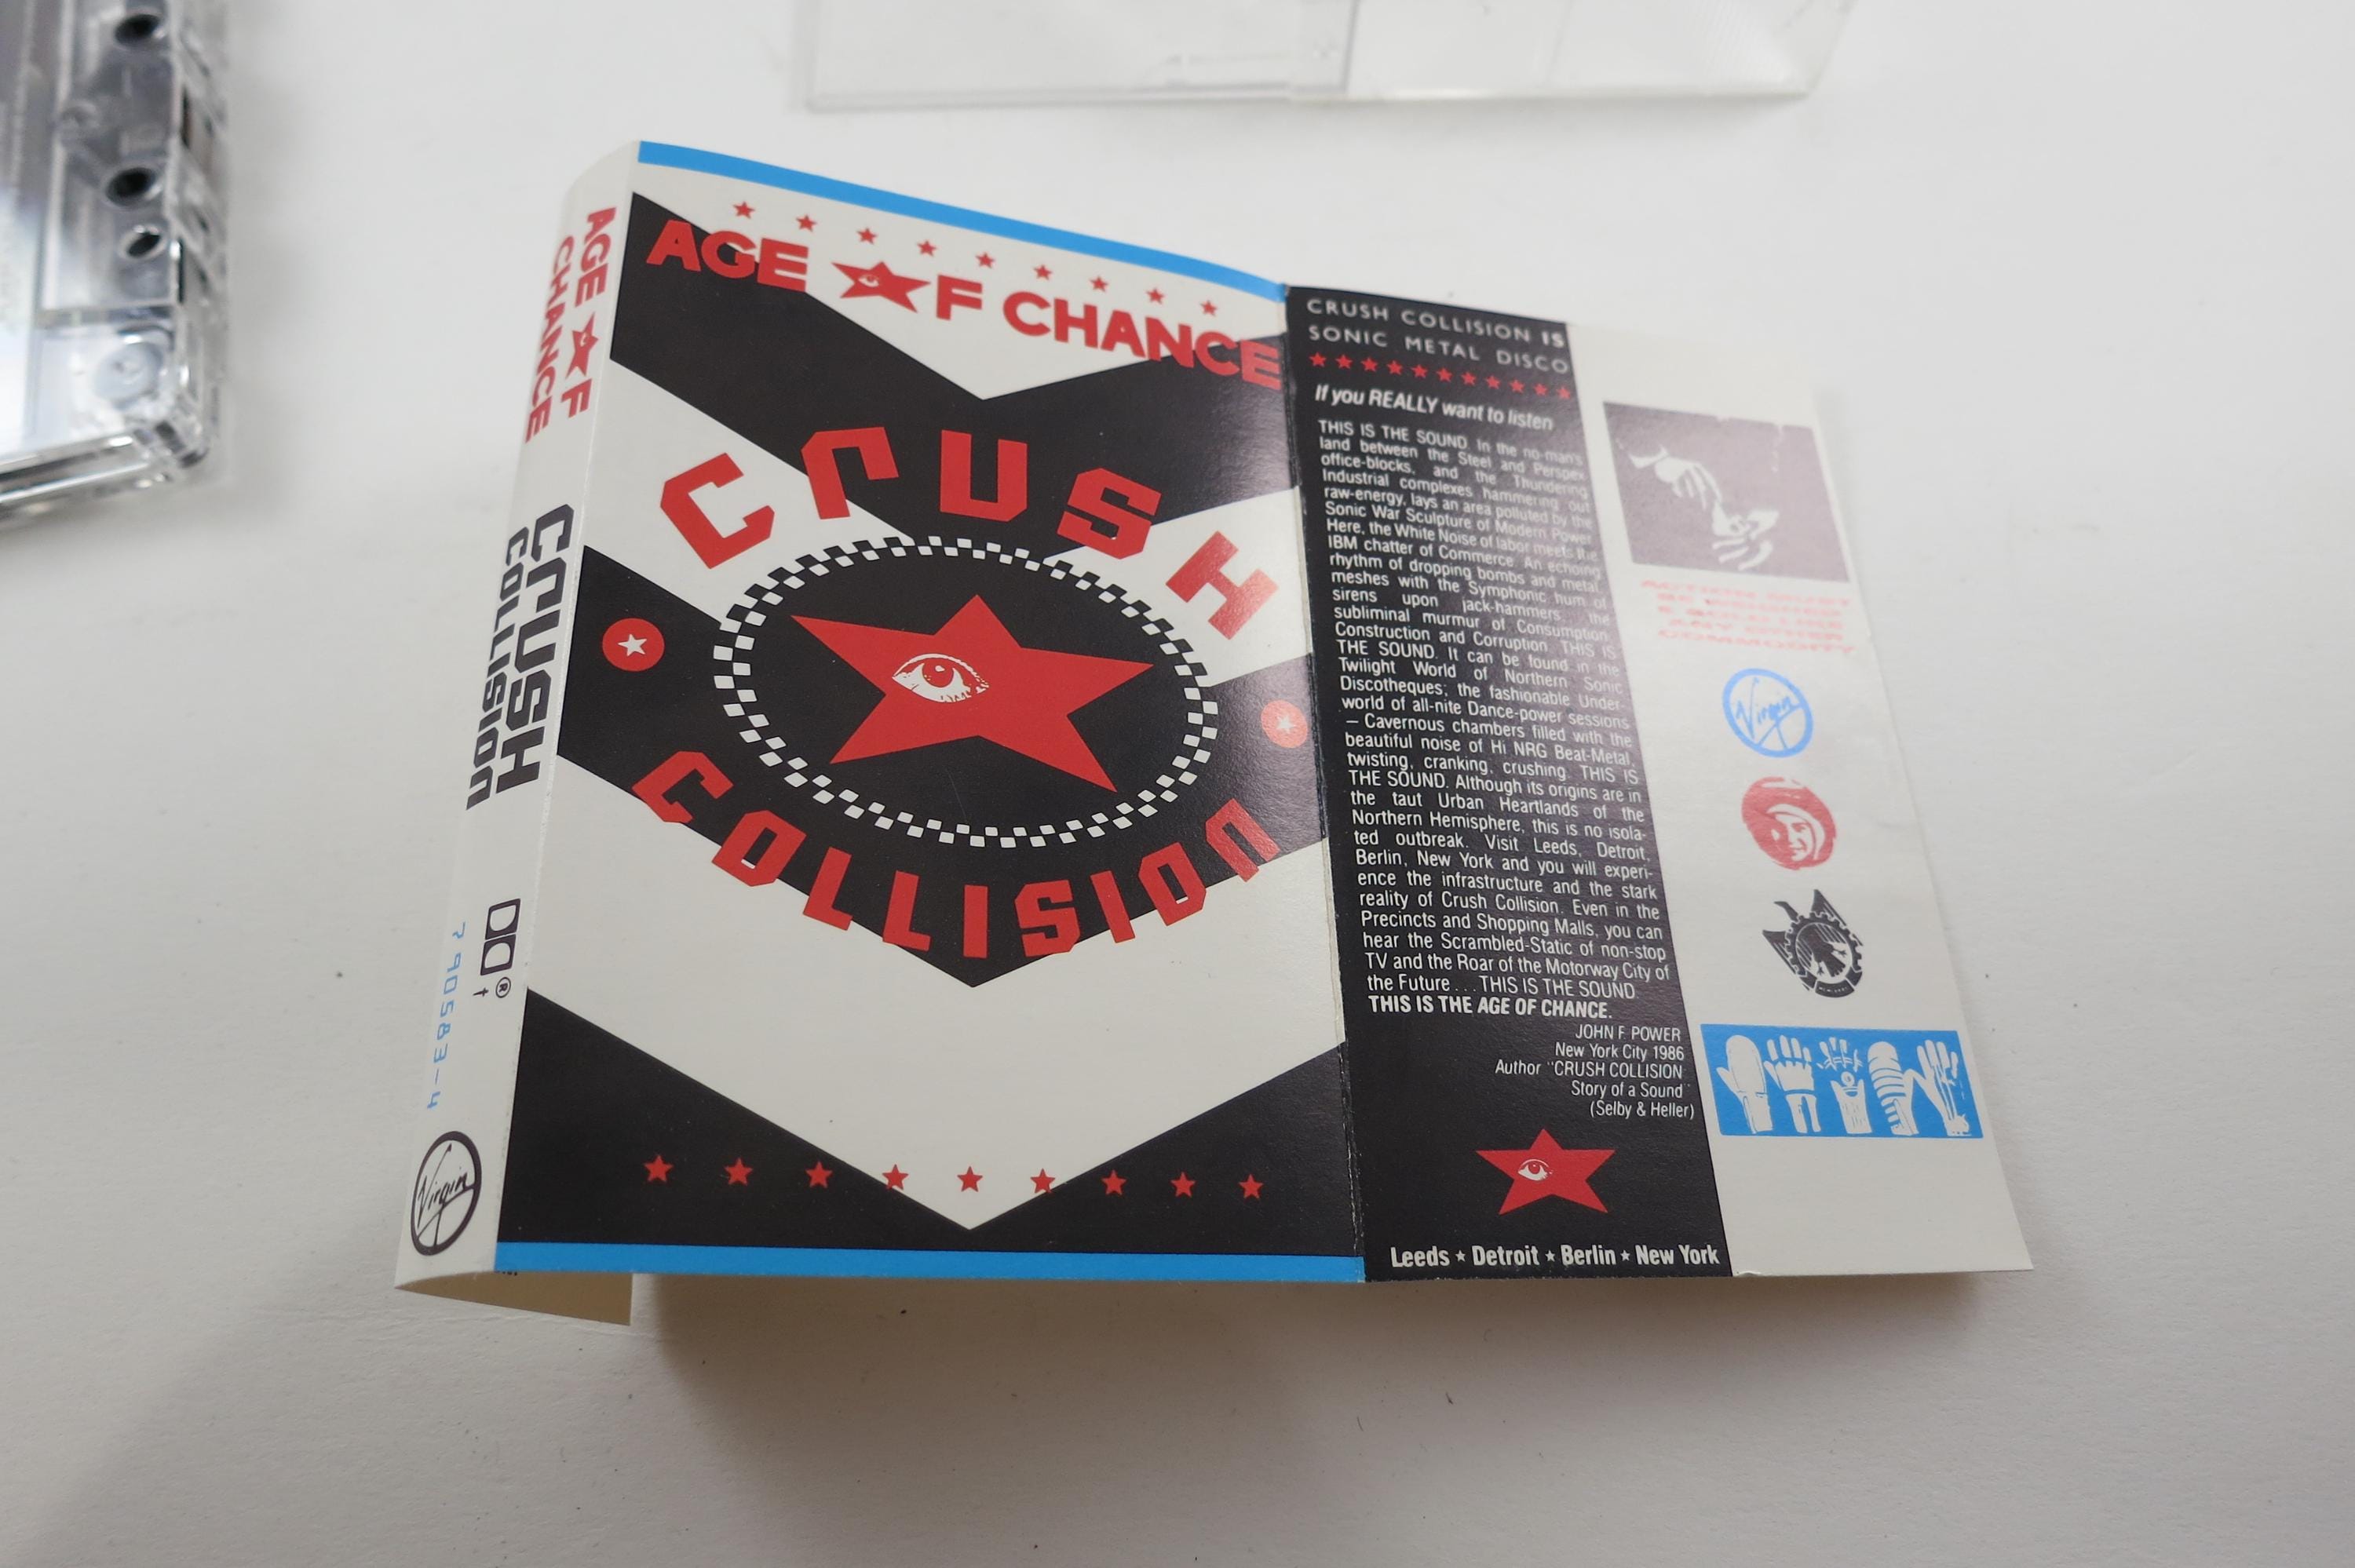 AGE
OF
CHANCE
CRUSH
COLLISION
®
†
790583-4
Virgin
AGE OF CHANCE
CRUSH
COLLISION
CRUSH COLLISION IS
SONIC METAL DISCO
If you REALLY want to listen
THIS IS THE SOUND. In the no-man's
land between the Steel and Perspex
office-blocks, and the Thundering
Industrial complexes hammering out
raw-energy, lays an area polluted by the
Sonic War Sculpture of Modern Power
Here, the White Noise of labor meets the
IBM chatter of Commerce. An echoing
rhythm of dropping bombs and metal
meshes with the Symphonic hum of
sirens upon jack-hammers; the
subliminal murmur of Consumption
Construction and Corruption. THIS IS
THE SOUND. It can be found in the
Twilight World of Northern Sonic
Discotheques; the fashionable Under-
world of all-nite Dance-power sessions
– Cavernous chambers filled with the
beautiful noise of Hi NRG Beat-Metal,
twisting, cranking, crushing. THIS IS
THE SOUND. Although its origins are in
the taut Urban Heartlands of the
Northern Hemisphere, this is no isola-
ted outbreak. Visit Leeds, Detroit,
Berlin, New York and you will experi-
ence the infrastructure and the stark
reality of Crush Collision. Even in the
Precincts and Shopping Malls, you can
hear the Scrambled-Static of non-stop
TV and the Roar of the Motorway City of
the Future . . . THIS IS THE SOUND.
THIS IS THE AGE OF CHANCE.
JOHN F. POWER
New York City 1986
Author "CRUSH COLLISION
Story of a Sound"
(Selby & Heller)
Leeds ★ Detroit ★ Berlin ★ New York
ANY OTHER
COMMODITY
Virgin